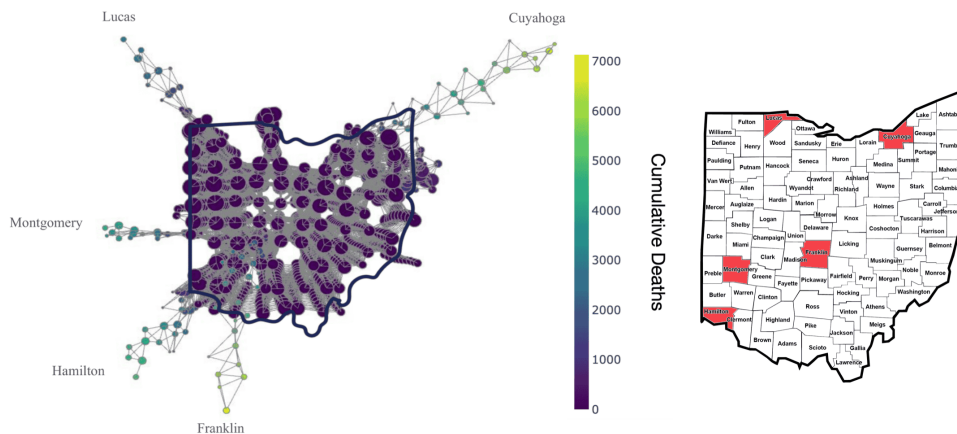 Lucas
Cuyahoga
Montgomery
Hamilton
Franklin
7000
6000
5000
4000
3000
2000
1000
0
Cumulative Deaths
Williams
Fulton
Lucas
Ottawa
Lake
Ashtab
Geauga
Cuyahoga
Defiance
Henry
Wood
Sandusky
Erie
Lorain
Trumb
Portage
Paulding
Putnam
Hancock
Seneca
Huron
Medina
Summit
Mahoni
Van Wert
Allen
Wyandot
Crawford
Richland
Ashland
Wayne
Stark
Columbia
Mercer
Auglaize
Hardin
Marion
Morrow
Holmes
Carroll
Jefferson
Tuscarawas
Shelby
Logan
Union
Delaware
Knox
Coshocton
Harrison
Darke
Miami
Champaign
Franklin
Licking
Guernsey
Belmont
Clark
Madison
Muskingum
Preble
Montgomery
Greene
Fayette
Pickaway
Fairfield
Perry
Morgan
Noble
Monroe
Butler
Warren
Clinton
Ross
Hocking
Athens
Washington
Hamilton
Clermont
Highland
Vinton
Meigs
Brown
Adams
Pike
Jackson
Scioto
Gallia
Lawrence